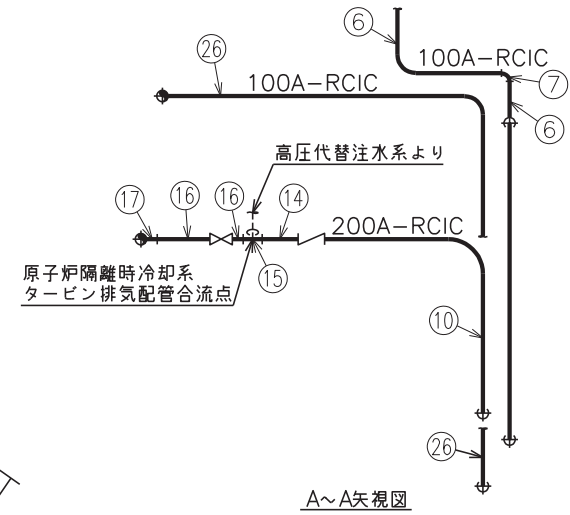 6
26
100A-RCIC
100A-RCIC
7
6
高圧代替注水系より
17
16
16
14
200A-RCIC
原子炉隔離時冷却系
タービン排気配管合流点
15
10
26
A~A矢視図